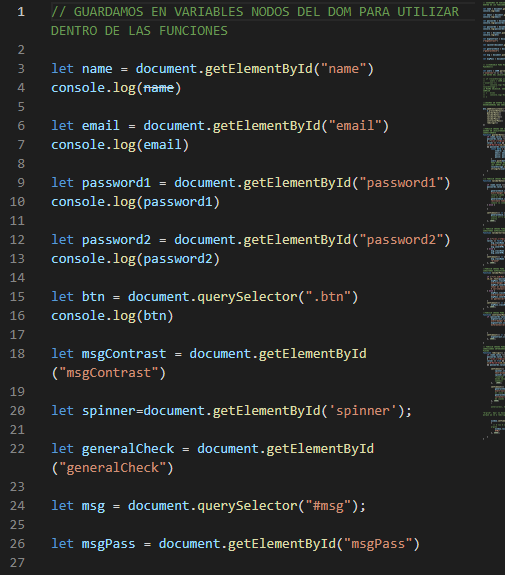 1 // GUARDAMOS EN VARIABLES NODOS DEL DOM PARA UTILIZAR
DENTRO DE LAS FUNCIONES
2
3 let name = document.getElementById("name")
4 console.log(name)
5
6 let email = document.getElementById("email")
7 console.log(email)
8
9 let password1 = document.getElementById("password1")
10 console.log(password1)
11
12 let password2 = document.getElementById("password2")
13 console.log(password2)
14
15 let btn = document.querySelector(".btn")
16 console.log(btn)
17
18 let msgContrast = document.getElementById
("msgContrast")
19
20 let spinner=document.getElementById('spinner');
21
22 let generalCheck = document.getElementById
("generalCheck")
23
24 let msg = document.querySelector("#msg");
25
26 let msgPass = document.getElementById("msgPass")
27